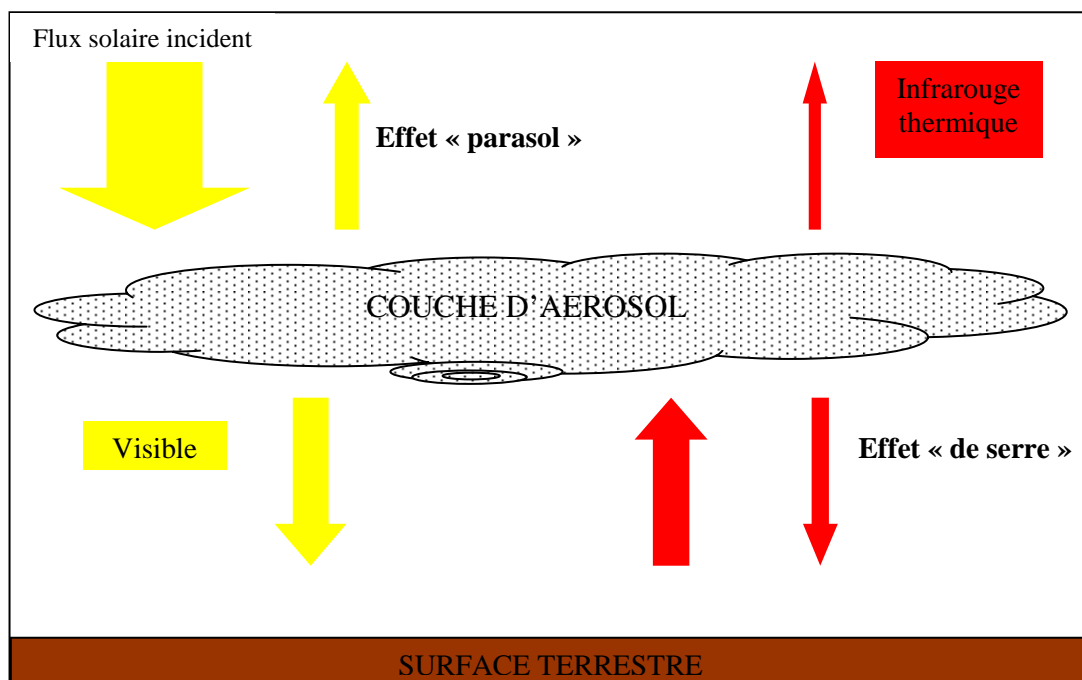 Flux solaire incident
Effet « parasol »
Infrarouge
thermique
COUCHE D’AEROSOL
Visible
Effet « de serre »
SURFACE TERRESTRE